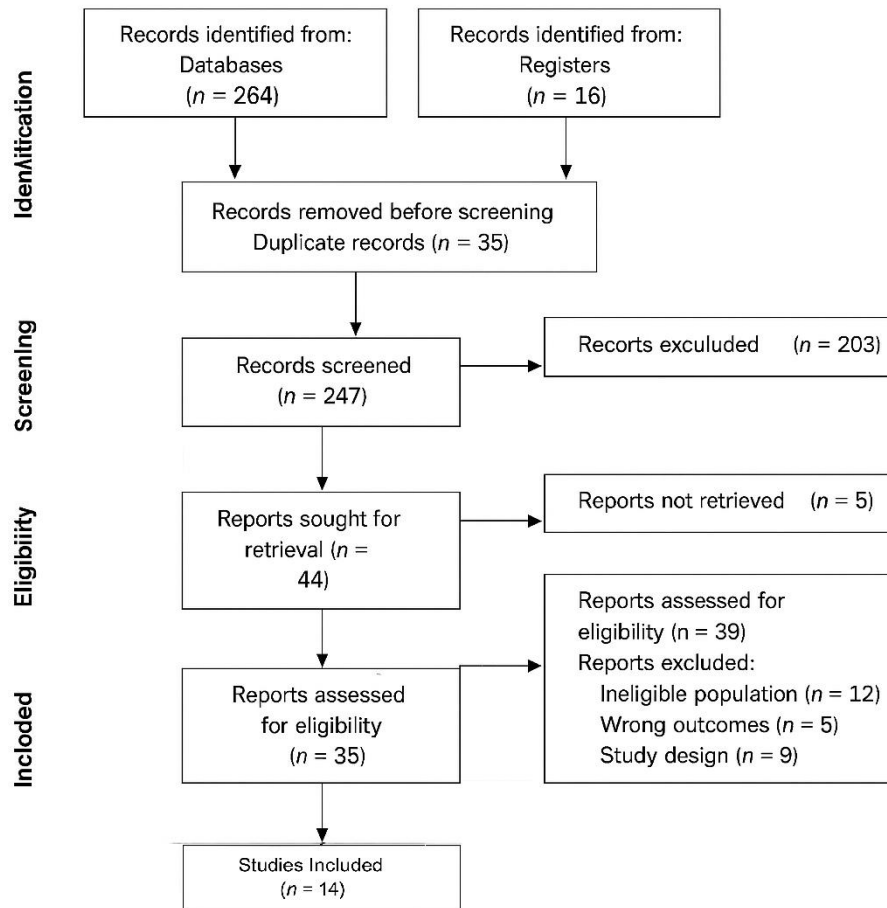 Records identified from:
Databases
(n = 264)
Records identified from:
Registers
(n = 16)
IdenΛitication
Records removed before screening
Duplicate records (n = 35)
Screening
Records screened
(n = 247)
Recorts exculuded (n = 203)
Eligibiiity
Reports sought for
retrieval (n =
44)
Reports not retrieved (n = 5)
Included
Reports assessed
for eligibility
(n = 35)
Reports assessed for
eligibility (n = 39)
Reports excluded:
Ineligible population (n = 12)
Wrong outcomes (n = 5)
Study design (n = 9)
Studies Included
(n = 14)